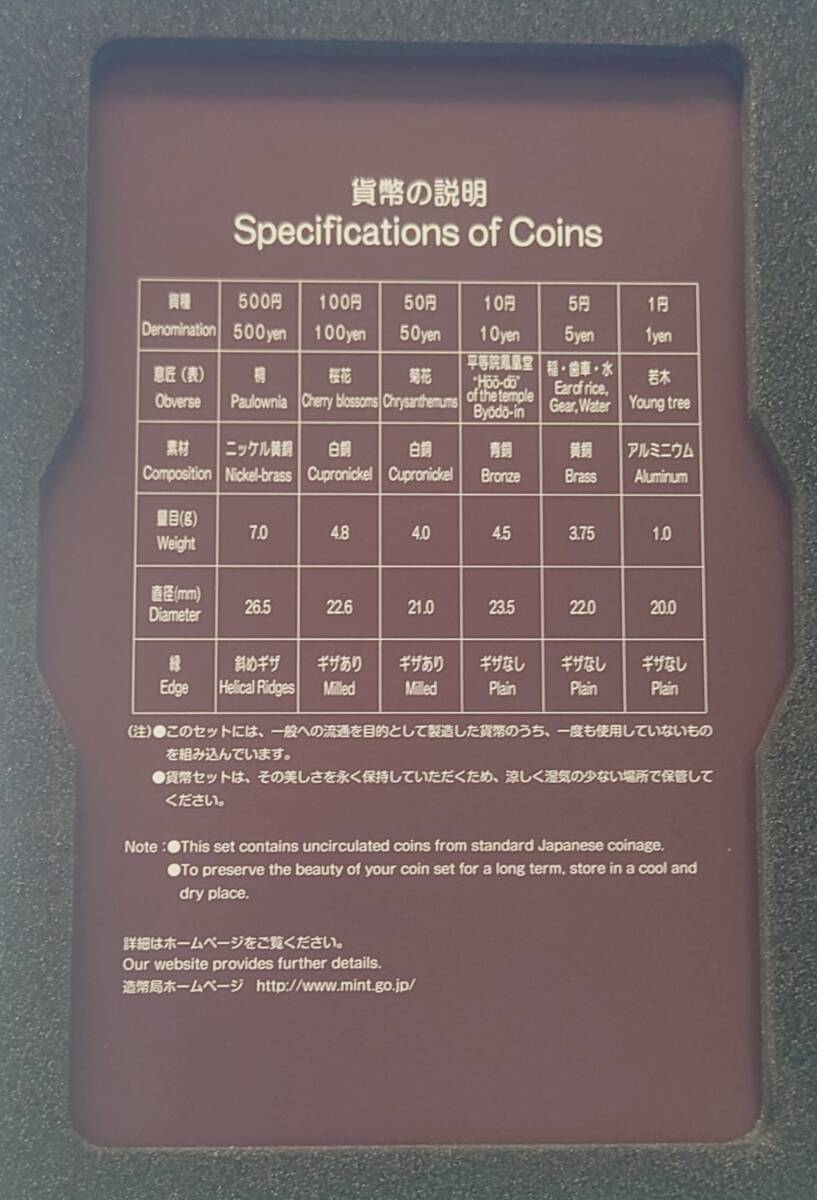 貨幣の説明
Specifications of Coins
貨種 500円 100円 50円 10円 5円 1円
Denomination 500yen 100yen 50yen 10yen 5yen 1yen
意匠（表） 桐 桜花 菊花 平等院鳳凰堂 稲・歯車・水 若木
Obverse Paulownia Cherry blossoms Chrysanthemums "Hōō-dō" of the temple Byōdō-in Ear of rice, Gear, Water Young tree
素材 ニッケル黄銅 白銅 白銅 青銅 黄銅 アルミニウム
Composition Nickel-brass Cupronickel Cupronickel Bronze Brass Aluminum
量目(g) Weight 7.0 4.8 4.0 4.5 3.75 1.0
直径(mm) Diameter 26.5 22.6 21.0 23.5 22.0 20.0
縁 斜めギザ ギザあり ギザあり ギザなし ギザなし ギザなし
Edge Helical Ridges Milled Milled Plain Plain Plain
(注)●このセットには、一般への流通を目的として製造した貨幣のうち、一度も使用していないもの
を組み込んでいます。
●貨幣セットは、その美しさを永く保持していただくため、涼しく湿気の少ない場所で保管して
ください。
Note :●This set contains uncirculated coins from standard Japanese coinage.
●To preserve the beauty of your coin set for a long term, store in a cool and
dry place.
詳細はホームページをご覧ください。
Our website provides further details.
造幣局ホームページ http://www.mint.go.jp/